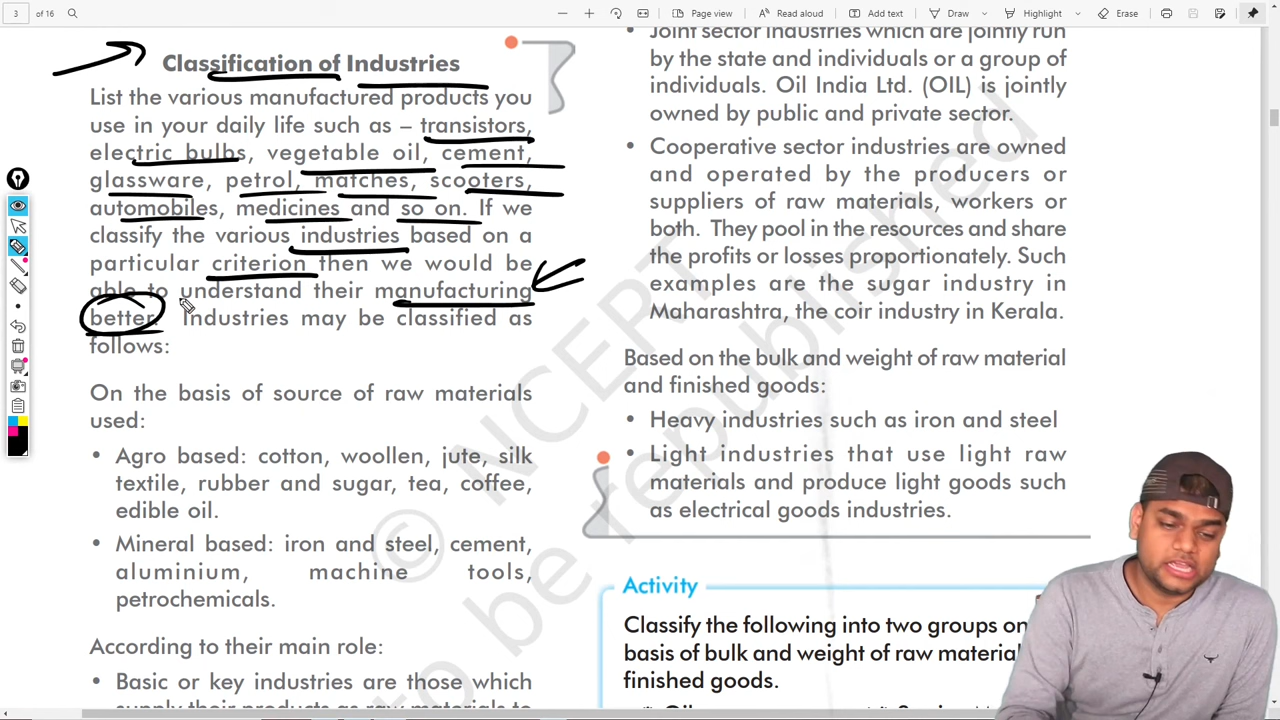 3 of 16
Page view
Read aloud
Add text
Draw
Highlight
Erase
Classification of Industries
List the various manufactured products you
use in your daily life such as – transistors,
electric bulbs, vegetable oil, cement,
glassware, petrol, matches, scooters,
automobiles, medicines and so on. If we
classify the various industries based on a
particular criterion then we would be
able to understand their manufacturing
better. Industries may be classified as
follows:
On the basis of source of raw materials
used:
• Agro based: cotton, woollen, jute, silk
textile, rubber and sugar, tea, coffee,
edible oil.
• Mineral based: iron and steel, cement,
aluminium, machine tools,
petrochemicals.
According to their main role:
• Basic or key industries are those which
supply their products as raw materials to
• Joint sector industries which are jointly run
by the state and individuals or a group of
individuals. Oil India Ltd. (OIL) is jointly
owned by public and private sector.
• Cooperative sector industries are owned
and operated by the producers or
suppliers of raw materials, workers or
both. They pool in the resources and share
the profits or losses proportionately. Such
examples are the sugar industry in
Maharashtra, the coir industry in Kerala.
Based on the bulk and weight of raw material
and finished goods:
• Heavy industries such as iron and steel
• Light industries that use light raw
materials and produce light goods such
as electrical goods industries.
Activity
Classify the following into two groups on
basis of bulk and weight of raw material
finished goods.
© NCERT
to be republished